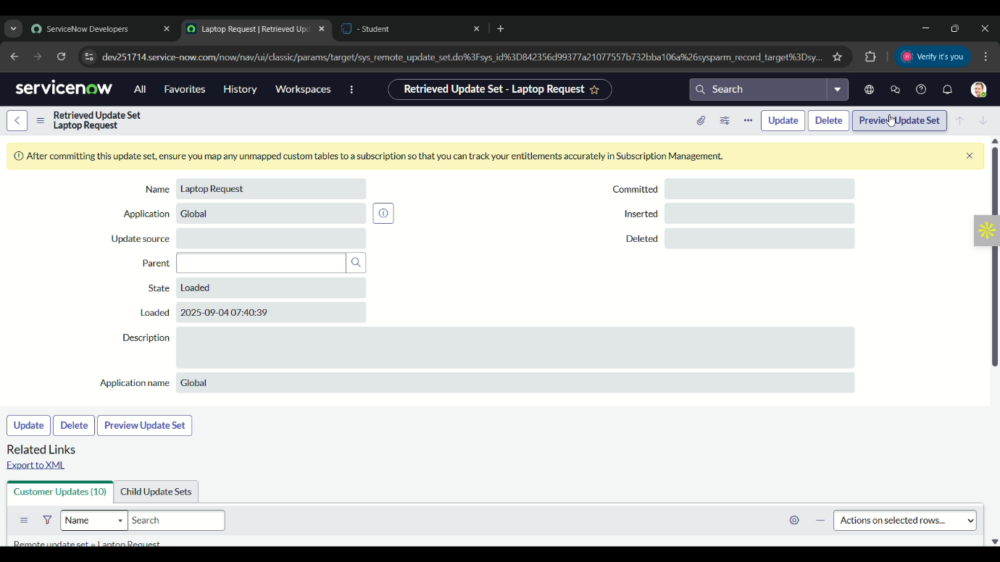 ServiceNow Developers
Laptop Request | Retrieved Upd
- Student
dev251714.service-now.com/now/nav/ui/classic/params/target/sys_remote_update_set.do%3Fsys_id%3D842356d99377a21077557b732bba106a%26sysparm_record_target%3Dsy...
Verify it's you
servicenow
All
Favorites
History
Workspaces
Retrieved Update Set - Laptop Request
Search
Retrieved Update Set
Laptop Request
Update
Delete
Preview Update Set
After committing this update set, ensure you map any unmapped custom tables to a subscription so that you can track your entitlements accurately in Subscription Management.
Name Laptop Request
Committed
Application Global
Inserted
Update source
Deleted
Parent
State Loaded
Loaded 2025-09-04 07:40:39
Description
Application name Global
Update
Delete
Preview Update Set
Related Links
Export to XML
Customer Updates (10)
Child Update Sets
Name
Search
Actions on selected rows...
Remote update set = Laptop Request